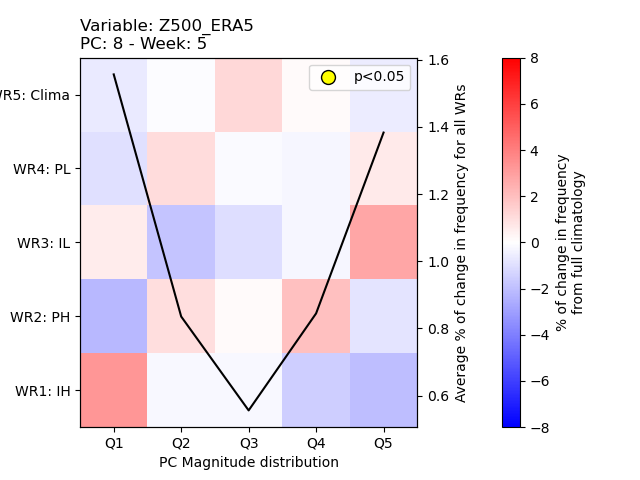 Variable: Z500_ERA5
PC: 8 - Week: 5
p<0.05
WR5: Clima
WR4: PL
WR3: IL
WR2: PH
WR1: IH
Q1 Q2 Q3 Q4 Q5
PC Magnitude distribution
1.6
1.4
1.2
1.0
0.8
0.6
Average % of change in frequency for all WRs
8
6
4
2
0
−2
−4
−6
−8
% of change in frequency
from full climatology